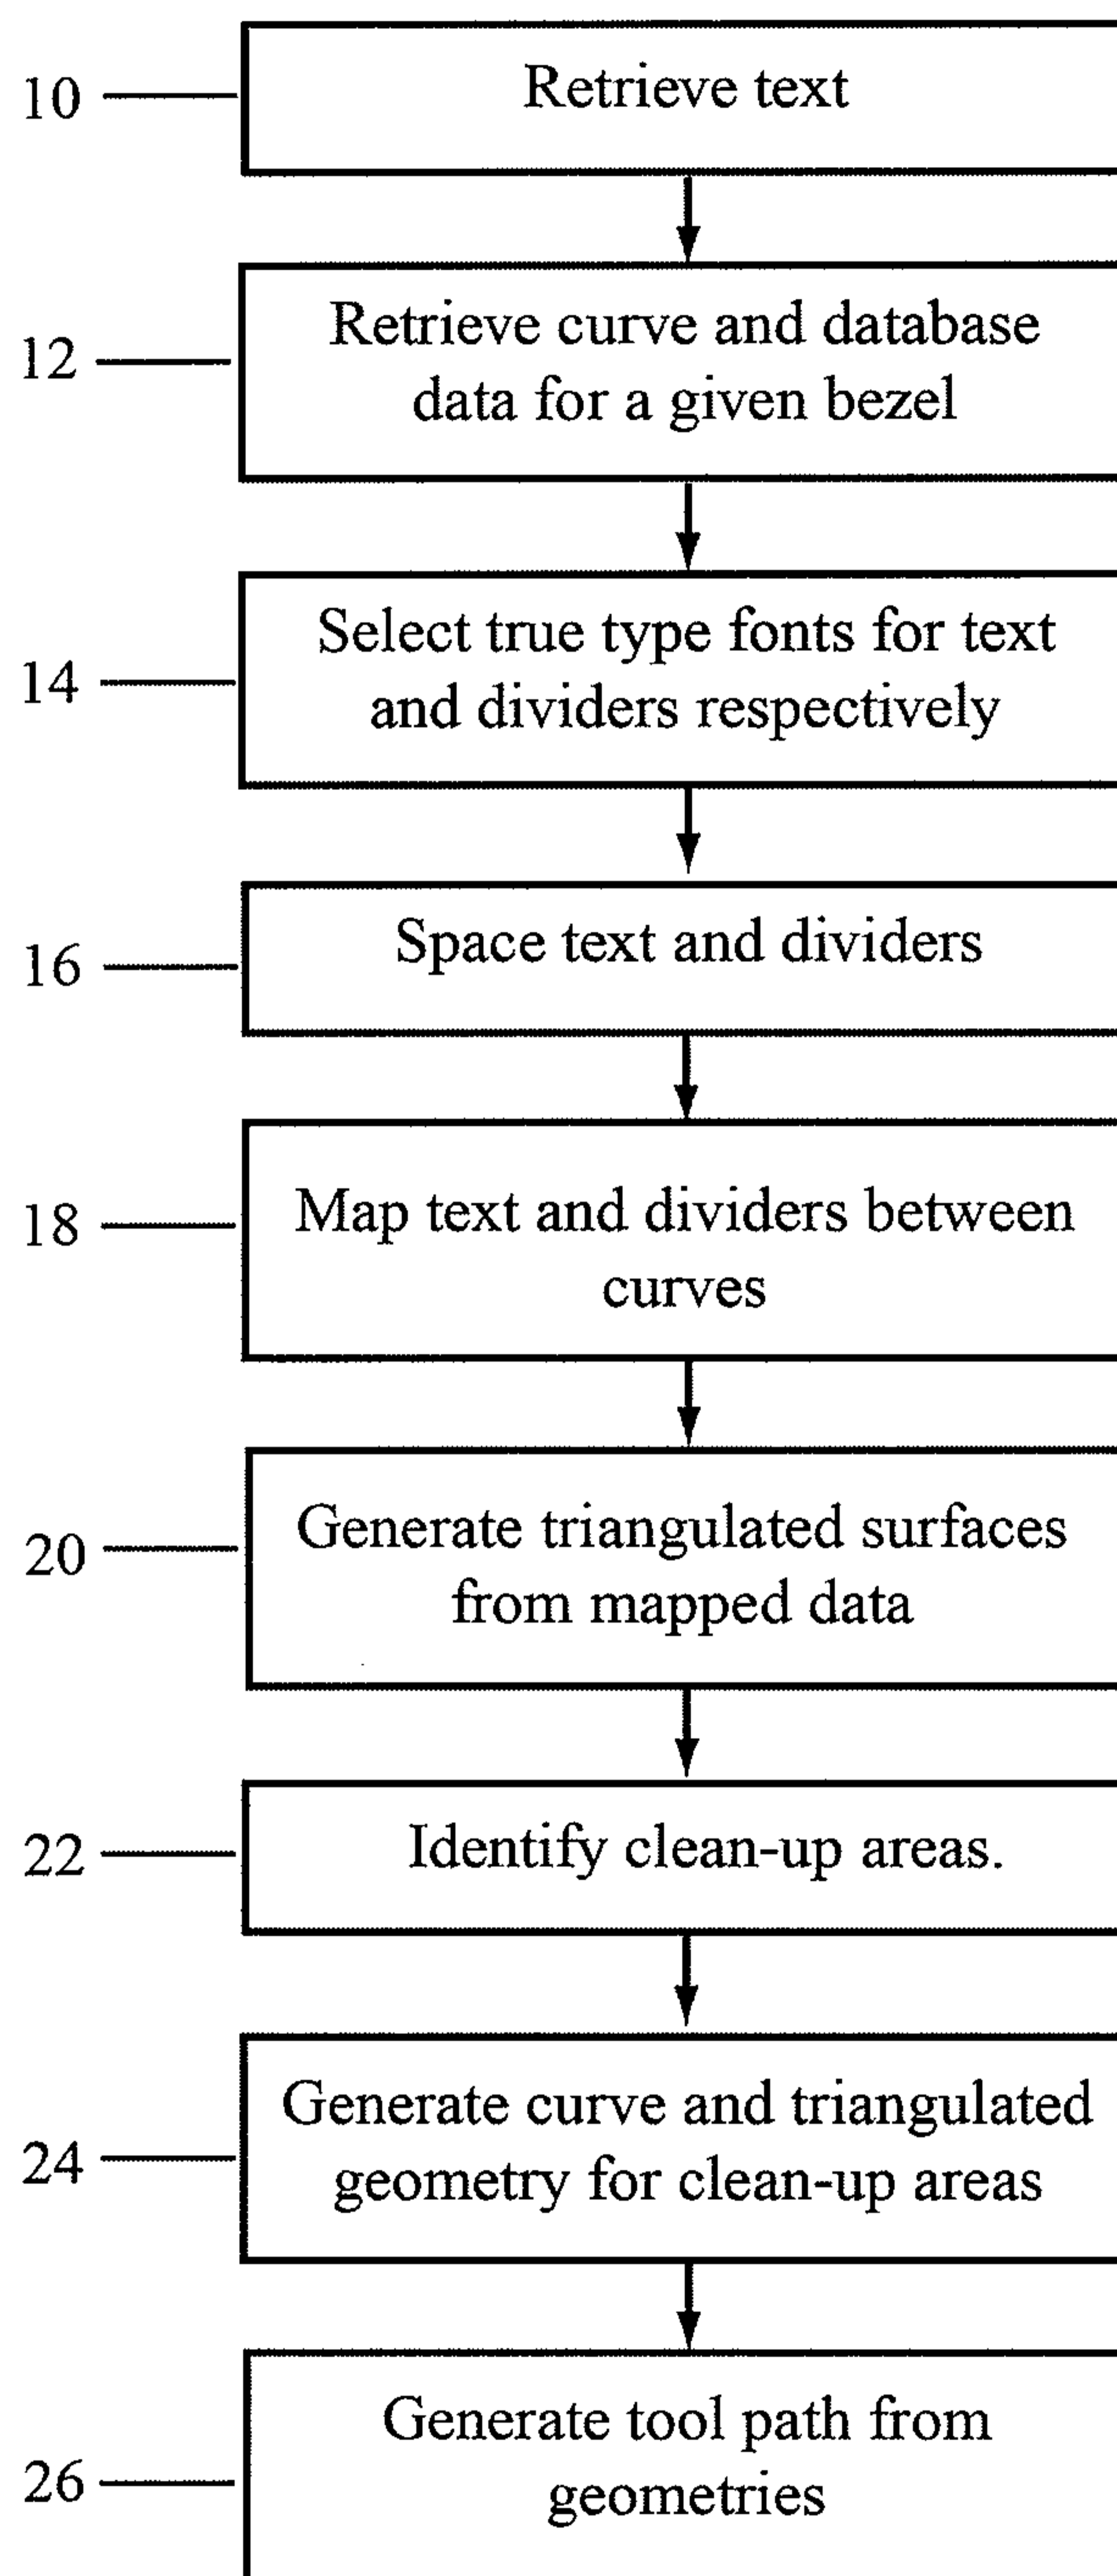 10
Retrieve text
12
Retrieve curve and database
data for a given bezel
14
Select true type fonts for text
and dividers respectively
16
Space text and dividers
18
Map text and dividers between
curves
20
Generate triangulated surfaces
from mapped data
22
Identify clean-up areas.
24
Generate curve and triangulated
geometry for clean-up areas
26
Generate tool path from
geometries